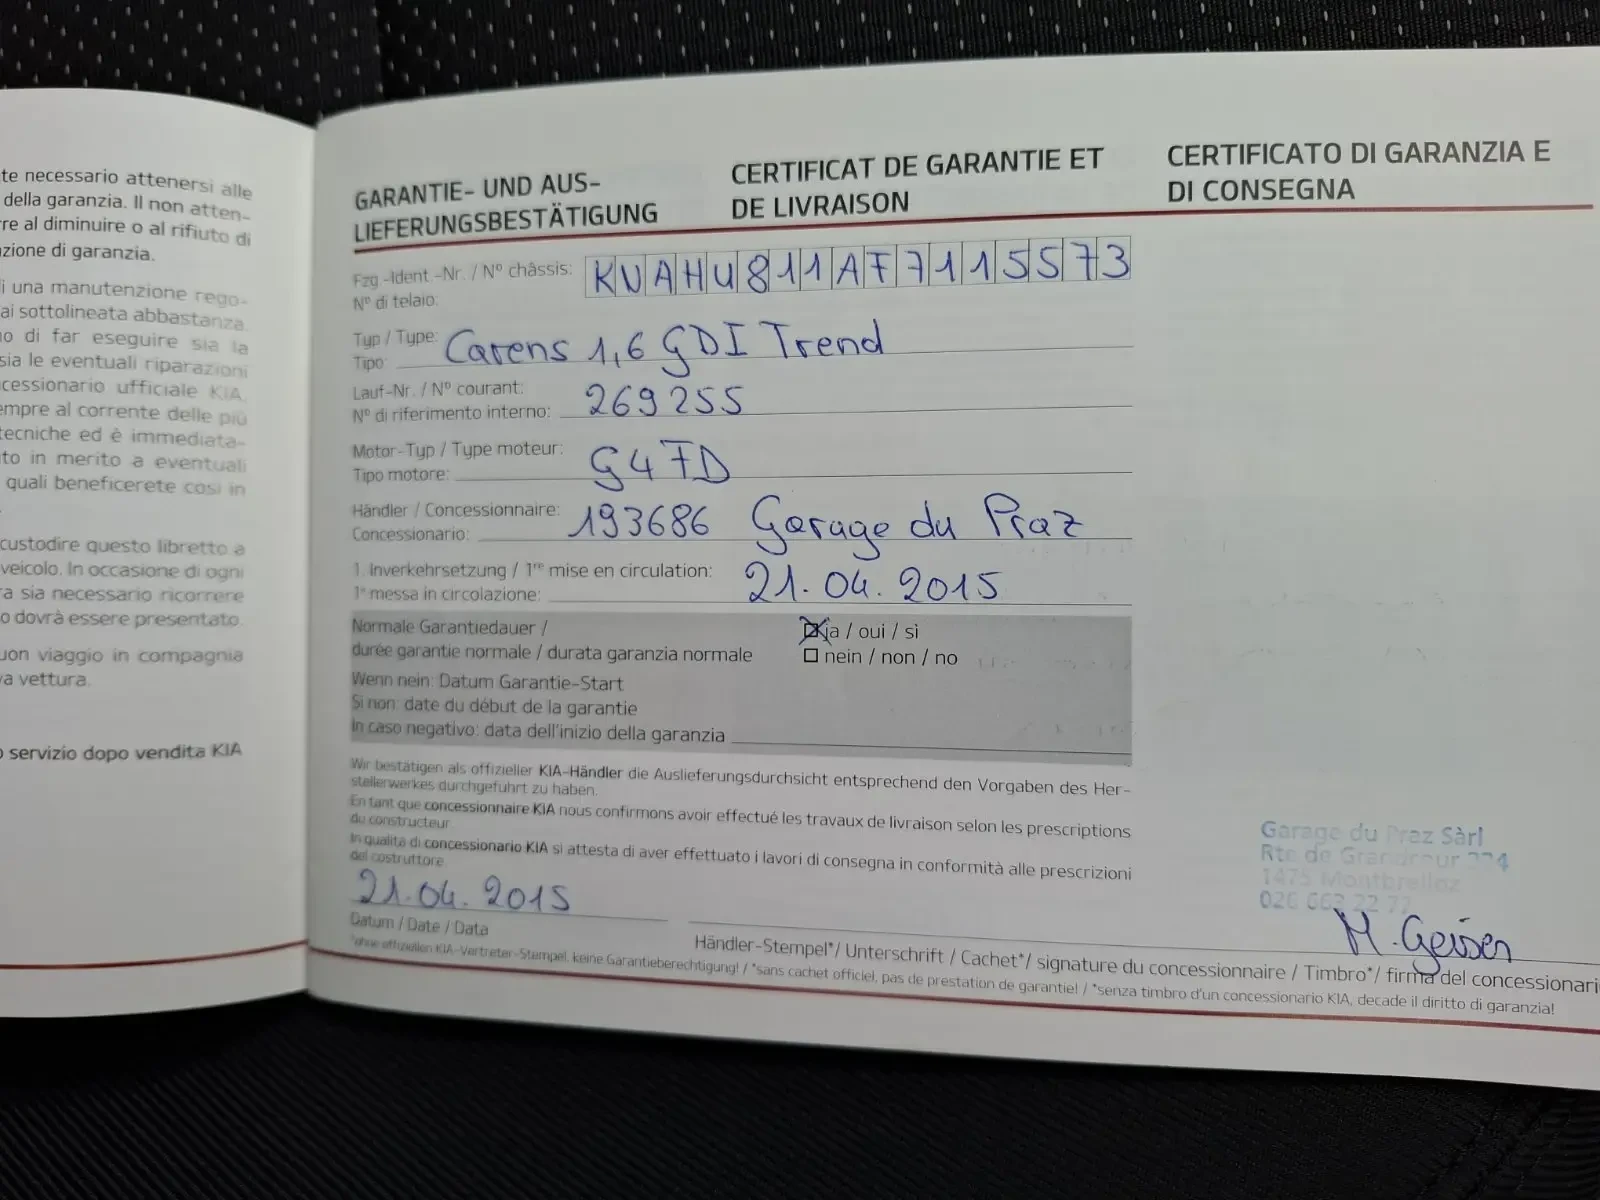 te necessario attenersi alle
della garanzia. Il non atten-
re al diminuire o al rifiuto di
zione di garanzia.
i una manutenzione rego-
ai sottolineata abbastanza.
o di far eseguire sia la
sia le eventuali riparazioni
cessionario ufficiale KIA.
empre al corrente delle più
tecniche ed è immediata-
to in merito a eventuali
quali beneficerete così in
custodire questo libretto a
veicolo. In occasione di ogni
ra sia necessario ricorrere
o dovrà essere presentato.
uon viaggio in compagnia
va vettura.
o servizio dopo vendita KIA
GARANTIE- UND AUS-
LIEFERUNGSBESTÄTIGUNG
CERTIFICAT DE GARANTIE ET
DE LIVRAISON
CERTIFICATO DI GARANZIA E
DI CONSEGNA
Fzg-Ident.-Nr. / N° châssis: KNAHU811AF7115573
N° di telaio:
Typ / Type: Carens 1,6 GDI Trend
Tipo:
Lauf-Nr. / N° courant: 269255
N° di riferimento interno:
Motor-Typ / Type moteur: G4FD
Tipo motore:
Händler / Concessionnaire: 193686 Garage du Praz
Concessionario:
1. Inverkehrsetzung / 1re mise en circulation: 21.04.2015
1a messa in circolazione:
Normale Garantiedauer / ja / oui / sì
durée garantie normale / durata garanzia normale nein / non / no
Wenn nein: Datum Garantie-Start
Si non: date du début de la garantie
In caso negativo: data dell'inizio della garanzia
Wir bestätigen als offizieller KIA-Händler die Auslieferungsdurchsicht entsprechend den Vorgaben des Her-
stellerwerkes durchgeführt zu haben.
En tant que concessionnaire KIA nous confirmons avoir effectué les travaux de livraison selon les prescriptions
du constructeur.
In qualità di concessionario KIA si attesta di aver effettuato i lavori di consegna in conformità alle prescrizioni
del costruttore
Garage du Praz Sàrl
Rte de Grandcour
1475 Montbrelloz
026 663 22 77
21.04.2015
M. Geiser
Datum / Date / Data
Händler-Stempel*/ Unterschrift / Cachet*/ signature du concessionnaire / Timbro*/ firma del concessionari
*ohne offiziellen KIA-Vertreter-Stempel, keine Garantieberechtigung! / *sans cachet officiel, pas de prestation de garantie! / *senza timbro d'un concessionario KIA, decade il diritto di garanzia!